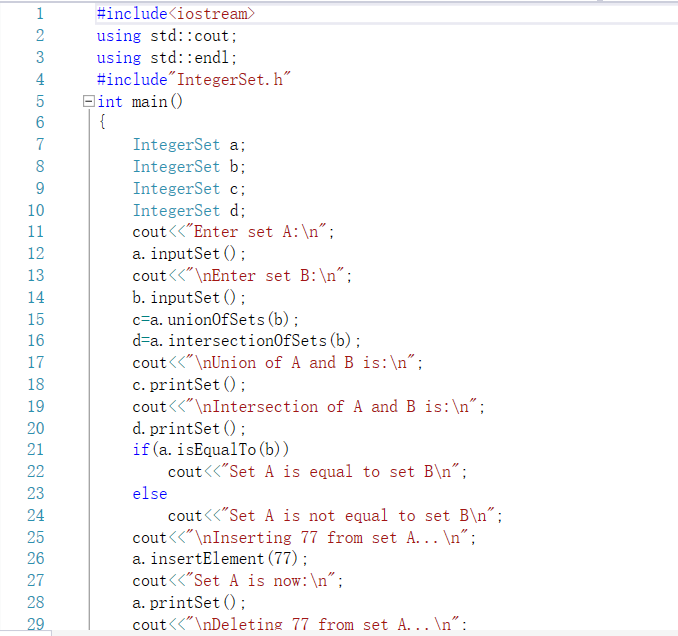 1 #include<iostream>
2 using std::cout;
3 using std::endl;
4 #include"IntegerSet.h"
5 int main()
6 {
7 IntegerSet a;
8 IntegerSet b;
9 IntegerSet c;
10 IntegerSet d;
11 cout<<"Enter set A:\n";
12 a.inputSet();
13 cout<<"\nEnter set B:\n";
14 b.inputSet();
15 c=a.unionOfSets(b);
16 d=a.intersectionOfSets(b);
17 cout<<"\nUnion of A and B is:\n";
18 c.printSet();
19 cout<<"\nIntersection of A and B is:\n";
20 d.printSet();
21 if(a.isEqualTo(b))
22 cout<<"Set A is equal to set B\n";
23 else
24 cout<<"Set A is not equal to set B\n";
25 cout<<"\nInserting 77 from set A...\n";
26 a.insertElement(77);
27 cout<<"Set A is now:\n";
28 a.printSet();
29 cout<<"\nDeleting 77 from set A...\n";